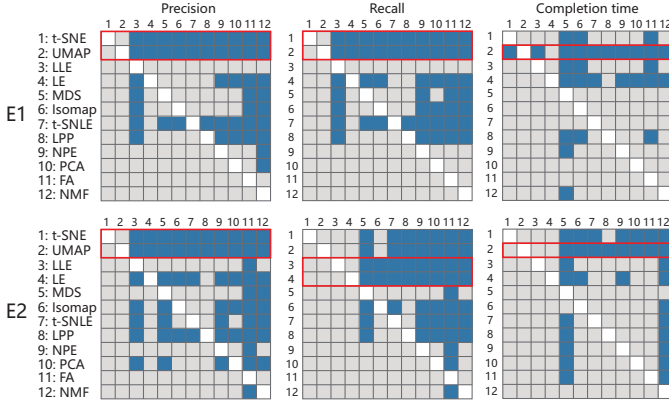 Precision Recall Completion time
1 2 3 4 5 6 7 8 9 10 11 12 1 2 3 4 5 6 7 8 9 10 11 12 1 2 3 4 5 6 7 8 9 10 11 12
E1
1: t-SNE 1 1
2: UMAP 2 2
3: LLE 3 3
4: LE 4 4
5: MDS 5 5
6: Isomap 6 6
7: t-SNLE 7 7
8: LPP 8 8
9: NPE 9 9
10: PCA 10 10
11: FA 11 11
12: NMF 12 12
1 2 3 4 5 6 7 8 9 10 11 12 1 2 3 4 5 6 7 8 9 10 11 12 1 2 3 4 5 6 7 8 9 10 11 12
E2
1: t-SNE 1 1
2: UMAP 2 2
3: LLE 3 3
4: LE 4 4
5: MDS 5 5
6: Isomap 6 6
7: t-SNLE 7 7
8: LPP 8 8
9: NPE 9 9
10: PCA 10 10
11: FA 11 11
12: NMF 12 12